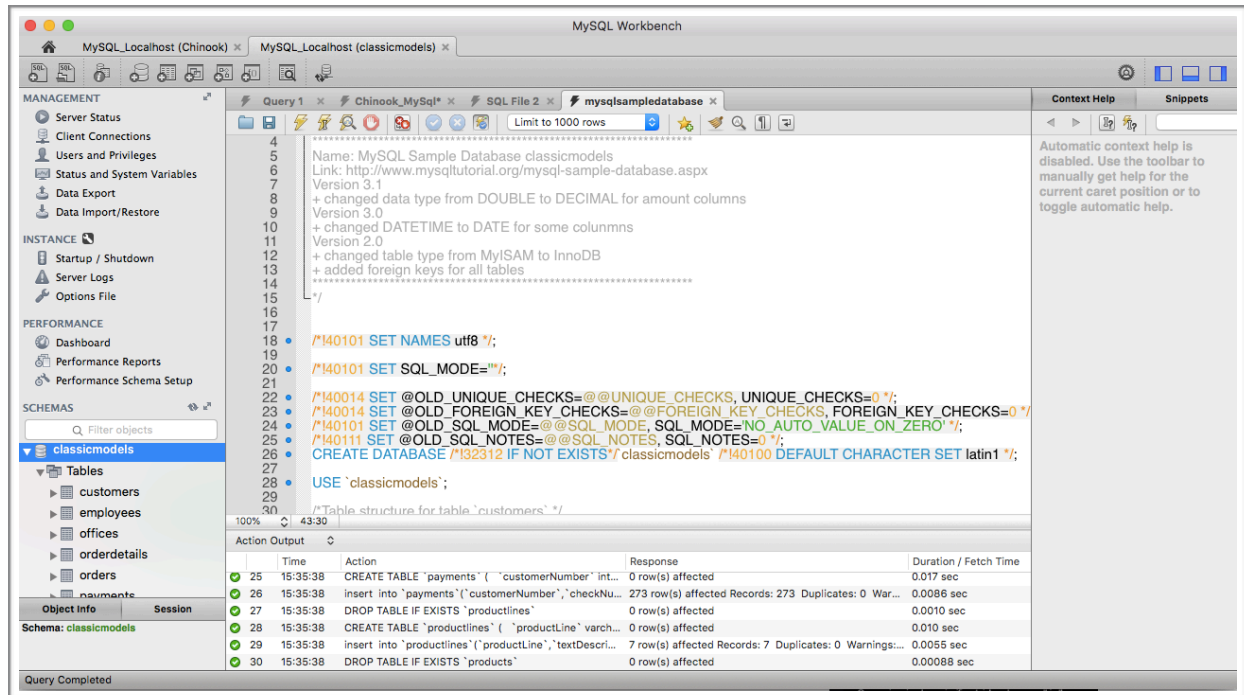 MySQL Workbench
MySQL_Localhost (Chinook) × MySQL_Localhost (classicmodels) ×
MANAGEMENT
Server Status
Client Connections
Users and Privileges
Status and System Variables
Data Export
Data Import/Restore
INSTANCE
Startup / Shutdown
Server Logs
Options File
PERFORMANCE
Dashboard
Performance Reports
Performance Schema Setup
SCHEMAS
Filter objects
classicmodels
Tables
customers
employees
offices
orderdetails
orders
payments
Object Info Session
Schema: classicmodels
Query 1 × Chinook_MySql* × SQL File 2 × mysqlsampledatabase ×
Limit to 1000 rows
4 *********************************************************************
5 Name: MySQL Sample Database classicmodels
6 Link: http://www.mysqltutorial.org/mysql-sample-database.aspx
7 Version 3.1
8 + changed data type from DOUBLE to DECIMAL for amount columns
9 Version 3.0
10 + changed DATETIME to DATE for some colunmns
11 Version 2.0
12 + changed table type from MyISAM to InnoDB
13 + added foreign keys for all tables
14 *********************************************************************
15 */
16
17
18 /*!40101 SET NAMES utf8 */;
19
20 /*!40101 SET SQL_MODE=''*/;
21
22 /*!40014 SET @OLD_UNIQUE_CHECKS=@@UNIQUE_CHECKS, UNIQUE_CHECKS=0 */;
23 /*!40014 SET @OLD_FOREIGN_KEY_CHECKS=@@FOREIGN_KEY_CHECKS, FOREIGN_KEY_CHECKS=0 */
24 /*!40101 SET @OLD_SQL_MODE=@@SQL_MODE, SQL_MODE='NO_AUTO_VALUE_ON_ZERO' */;
25 /*!40111 SET @OLD_SQL_NOTES=@@SQL_NOTES, SQL_NOTES=0 */;
26 CREATE DATABASE /*!32312 IF NOT EXISTS*/`classicmodels` /*!40100 DEFAULT CHARACTER SET latin1 */;
27
28 USE `classicmodels`;
29
30 /*Table structure for table `customers` */
100% 43:30
Action Output
Time Action Response Duration / Fetch Time
25 15:35:38 CREATE TABLE `payments` ( `customerNumber` int... 0 row(s) affected 0.017 sec
26 15:35:38 insert into `payments`(`customerNumber`,`checkNu... 273 row(s) affected Records: 273 Duplicates: 0 War... 0.0086 sec
27 15:35:38 DROP TABLE IF EXISTS `productlines` 0 row(s) affected 0.0010 sec
28 15:35:38 CREATE TABLE `productlines` ( `productLine` varch... 0 row(s) affected 0.010 sec
29 15:35:38 insert into `productlines`(`productLine`,`textDescri... 7 row(s) affected Records: 7 Duplicates: 0 Warnings:... 0.0055 sec
30 15:35:38 DROP TABLE IF EXISTS `products` 0 row(s) affected 0.00088 sec
Context Help Snippets
Automatic context help is
disabled. Use the toolbar to
manually get help for the
current caret position or to
toggle automatic help.
Query Completed